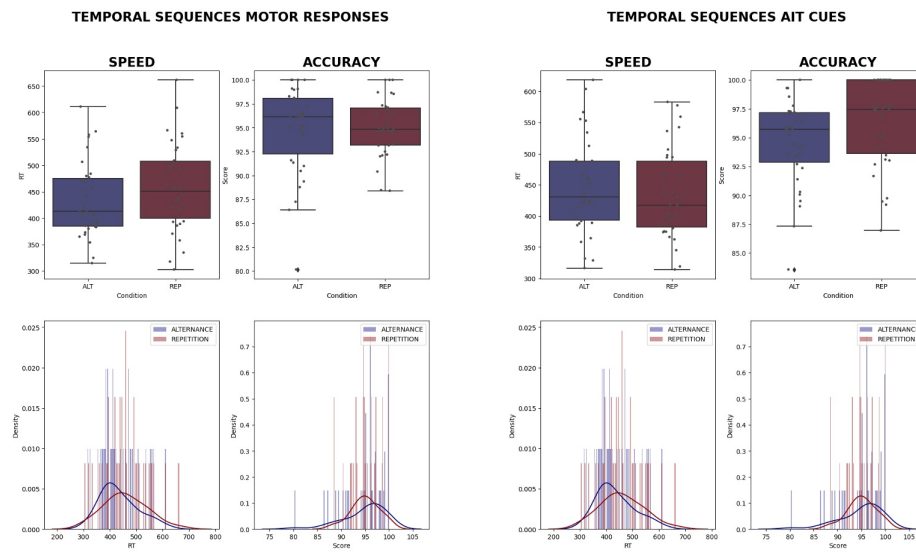 TEMPORAL SEQUENCES MOTOR RESPONSES
TEMPORAL SEQUENCES AIT CUES
SPEED
ACCURACY
SPEED
ACCURACY
650
600
550
500
450
400
350
300
RT
ALT
REP
Condition
100.0
97.5
95.0
92.5
90.0
87.5
85.0
82.5
80.0
Score
ALT
REP
Condition
600
550
500
450
400
350
300
RT
ALT
REP
Condition
100.0
97.5
95.0
92.5
90.0
87.5
85.0
Score
ALT
REP
Condition
0.025
0.020
0.015
0.010
0.005
0.000
Density
ALTERNANCE
REPETITION
200
300
400
500
600
700
800
RT
0.7
0.6
0.5
0.4
0.3
0.2
0.1
0.0
Density
ALTERNANCE
REPETITION
75
80
85
90
95
100
105
Score
0.025
0.020
0.015
0.010
0.005
0.000
Density
ALTERNANCE
REPETITION
200
300
400
500
600
700
800
RT
0.7
0.6
0.5
0.4
0.3
0.2
0.1
0.0
Density
ALTERNANCE
REPETITION
75
80
85
90
95
100
105
Score